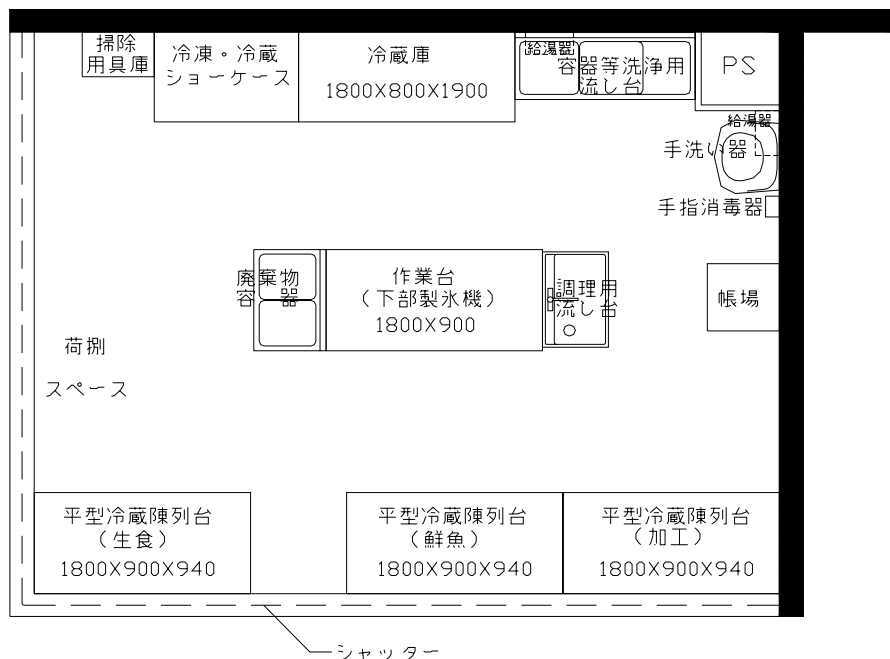 掃除
用具庫
冷凍・冷蔵
ショーケース
冷蔵庫
1800X800X1900
給湯器
容器等洗浄用
流し台
PS
給湯器
手洗い器
手指消毒器
廃棄物
容　器
作業台
（下部製氷機）
1800X900
調理用
流し台
帳場
荷捌
スペース
平型冷蔵陳列台
（生食）
1800X900X940
平型冷蔵陳列台
（鮮魚）
1800X900X940
平型冷蔵陳列台
（加工）
1800X900X940
シャッター